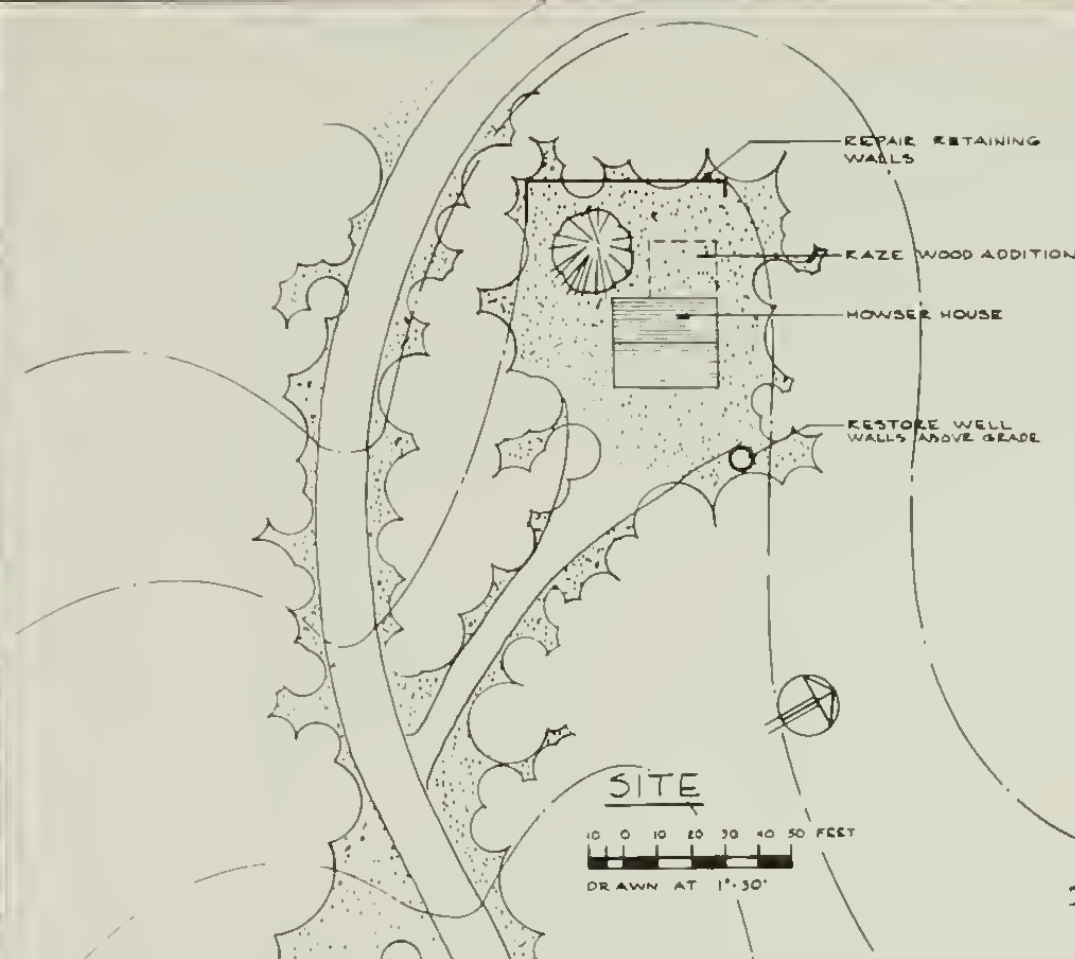 REPAIR RETAINING
WALLS
RAZE WOOD ADDITION
HOWSER HOUSE
RESTORE WELL
WALLS ABOVE GRADE
SITE
10 0 10 20 30 40 50 FEET
DRAWN AT 1"=30'